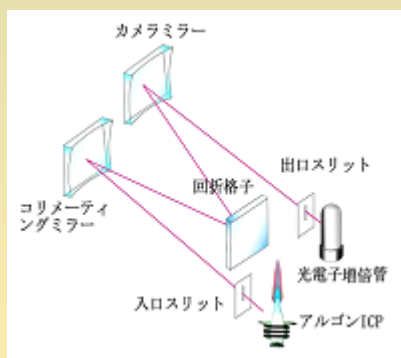 カメラミラー
出口スリット
回折格子
コリメーティ
ングミラー
光電子増信管
入口スリット
アルゴンICP